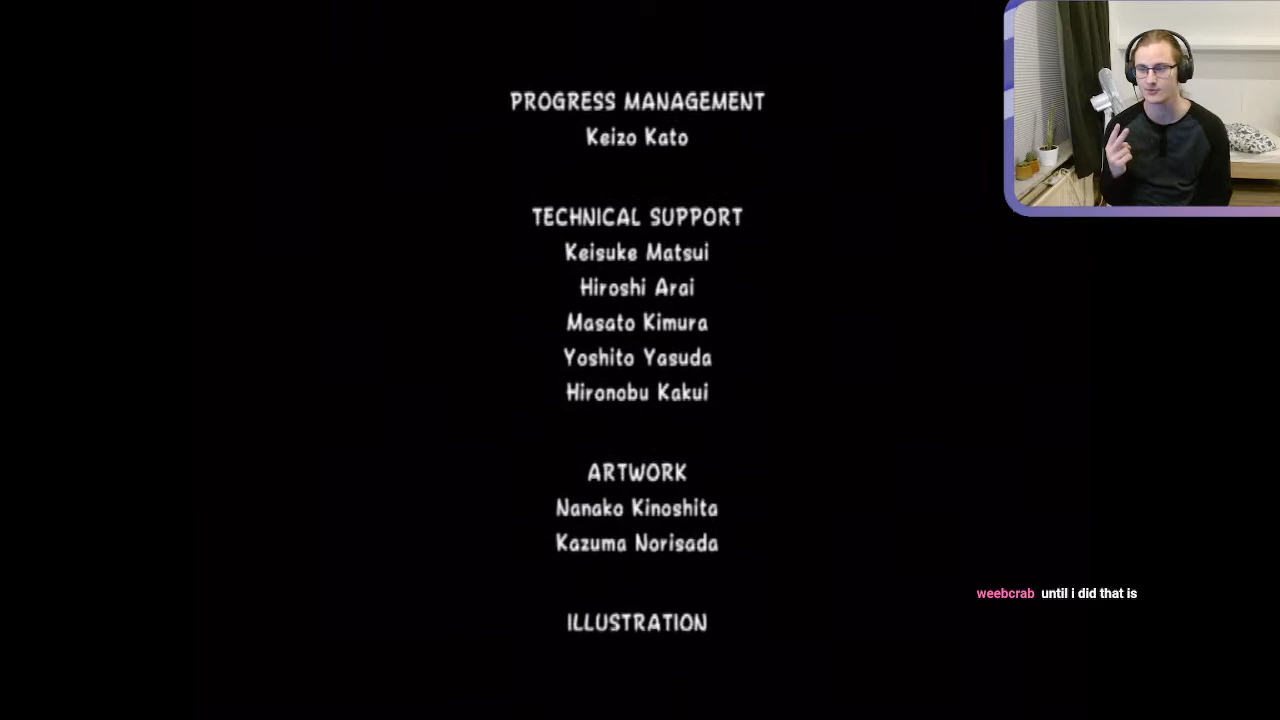 PROGRESS MANAGEMENT
Keizo Kato
TECHNICAL SUPPORT
Keisuke Matsui
Hiroshi Arai
Masato Kimura
Yoshito Yasuda
Hironobu Kakui
ARTWORK
Nanako Kinoshita
Kazuma Norisada
weebcrab until i did that is
ILLUSTRATION